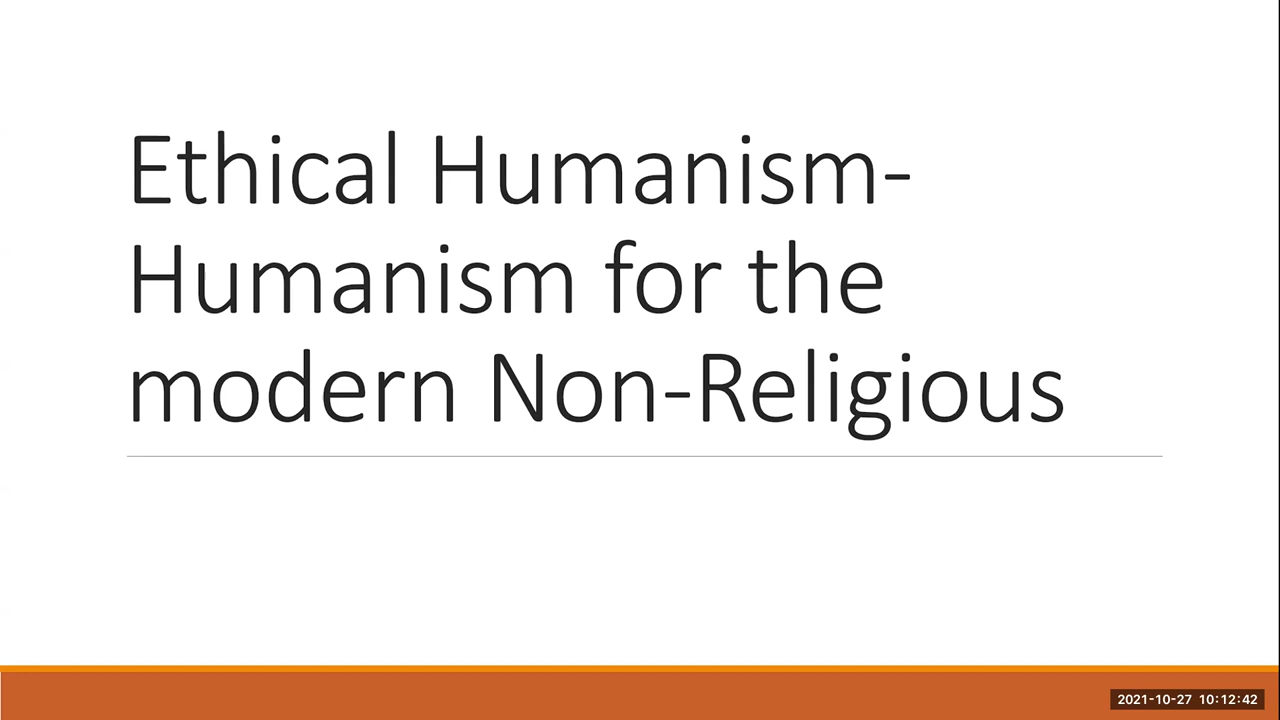 Ethical Humanism-
Humanism for the
modern Non-Religious
2021-10-27 10:12:42